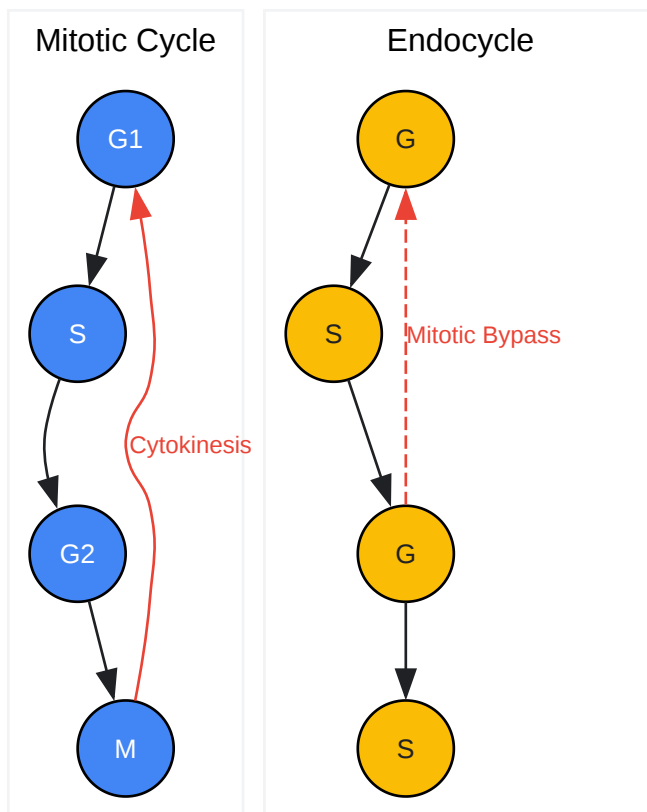 Mitotic Cycle
G1
S
Cytokinesis
G2
M
Endocycle
G
S
Mitotic Bypass
G
S